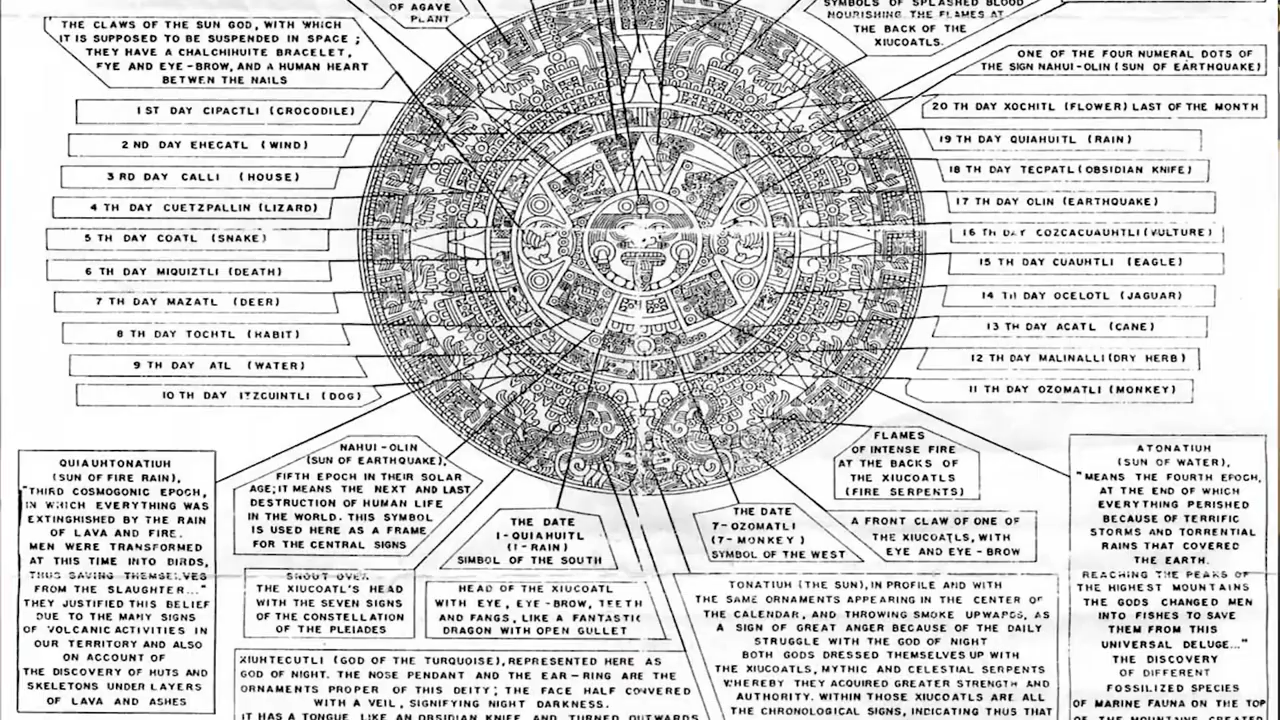 OF AGAVE
PLANT
SYMBOLS OF SPLASHED BLOOD
NOURISHING THE FLAMES AT
THE BACK OF THE
XIUCOATLS.
THE CLAWS OF THE SUN GOD, WITH WHICH
IT IS SUPPOSED TO BE SUSPENDED IN SPACE;
THEY HAVE A CHALCHIHUITE BRACELET,
EYE AND EYE-BROW, AND A HUMAN HEART
BETWEN THE NAILS
ONE OF THE FOUR NUMERAL DOTS OF
THE SIGN NAHUI-OLIN (SUN OF EARTHQUAKE)
1 ST DAY CIPACTLI (CROCODILE)
2 ND DAY EHECATL (WIND)
3 RD DAY CALLI (HOUSE)
4 TH DAY CUETZPALLIN (LIZARD)
5 TH DAY COATL (SNAKE)
6 TH DAY MIQUIZTLI (DEATH)
7 TH DAY MAZATL (DEER)
8 TH DAY TOCHTL (HABIT)
9 TH DAY ATL (WATER)
10 TH DAY ITZCUINTLI (DOG)
20 TH DAY XOCHITL (FLOWER) LAST OF THE MONTH
19 TH DAY QUIAHUITL (RAIN)
18 TH DAY TECPATL (OBSIDIAN KNIFE)
17 TH DAY OLIN (EARTHQUAKE)
16 TH DAY COZCACUAUHTLI (VULTURE)
15 TH DAY CUAUHTLI (EAGLE)
14 TH DAY OCELOTL (JAGUAR)
13 TH DAY ACATL (CANE)
12 TH DAY MALINALLI (DRY HERB)
11 TH DAY OZOMATLI (MONKEY)
QUIAUHTONATIUH
(SUN OF FIRE RAIN),
"THIRD COSMOGONIC EPOCH,
IN WHICH EVERYTHING WAS
EXTINGHISHED BY THE RAIN
OF LAVA AND FIRE.
MEN WERE TRANSFORMED
AT THIS TIME INTO BIRDS,
THUS SAVING THEMSELVES
FROM THE SLAUGHTER..."
THEY JUSTIFIED THIS BELIEF
DUE TO THE MANY SIGNS
OF VOLCANIC ACTIVITIES IN
OUR TERRITORY AND ALSO
ON ACCOUNT OF
THE DISCOVERY OF HUTS AND
SKELETONS UNDER LAYERS
OF LAVA AND ASHES
NAHUI-OLIN
(SUN OF EARTHQUAKE),
FIFTH EPOCH IN THEIR SOLAR
AGE; IT MEANS THE NEXT AND LAST
DESTRUCTION OF HUMAN LIFE
IN THE WORLD. THIS SYMBOL
IS USED HERE AS A FRAME
FOR THE CENTRAL SIGNS
THE DATE
1-QUIAHUITL
(1-RAIN)
SIMBOL OF THE SOUTH
THE DATE
7-OZOMATLI
(7-MONKEY)
SYMBOL OF THE WEST
FLAMES
OF INTENSE FIRE
AT THE BACKS OF
THE XIUCOATLS
(FIRE SERPENTS)
A FRONT CLAW OF ONE OF
THE XIUCOATLS, WITH
EYE AND EYE-BROW
ATONATIUH
(SUN OF WATER),
"MEANS THE FOURTH EPOCH,
AT THE END OF WHICH
EVERYTHING PERISHED
BECAUSE OF TERRIFIC
STORMS AND TORRENTIAL
RAINS THAT COVERED
THE EARTH.
REACHING THE PEAKS OF
THE HIGHEST MOUNTAINS
THE GODS CHANGED MEN
INTO FISHES TO SAVE
THEM FROM THIS
UNIVERSAL DELUGE..."
THE DISCOVERY
OF DIFFERENT
FOSSILIZED SPECIES
OF MARINE FAUNA ON THE TOP
OF THE MOUNTAINS CREATED
SNOUT OVER
THE XIUCOATL'S HEAD
WITH THE SEVEN SIGNS
OF THE CONSTELLATION
OF THE PLEIADES
HEAD OF THE XIUCOATL
WITH EYE, EYE-BROW, TEETH
AND FANGS, LIKE A FANTASTIC
DRAGON WITH OPEN GULLET
TONATIUH (THE SUN), IN PROFILE AND WITH
THE SAME ORNAMENTS APPEARING IN THE CENTER OF
THE CALENDAR, AND THROWING SMOKE UPWARDS, AS
A SIGN OF GREAT ANGER BECAUSE OF THE DAILY
STRUGGLE WITH THE GOD OF NIGHT
BOTH GODS DRESSED THEMSELVES UP WITH
THE XIUCOATLS, MYTHIC AND CELESTIAL SERPENTS
WHEREBY THEY ACQUIRED GREATER STRENGTH AND
AUTHORITY. WITHIN THOSE XIUCOATLS ARE ALL
THE CHRONOLOGICAL SIGNS, INDICATING THUS THAT
XIUHTECUTLI (GOD OF THE TURQUOISE), REPRESENTED HERE AS
GOD OF NIGHT. THE NOSE PENDANT AND THE EAR-RING ARE THE
ORNAMENTS PROPER OF THIS DEITY; THE FACE HALF CONVERED
WITH A VEIL, SIGNIFYING NIGHT DARKNESS.
IT HAS A TONGUE LIKE AN OBSIDIAN KNIFE AND TURNED OUTWARDS